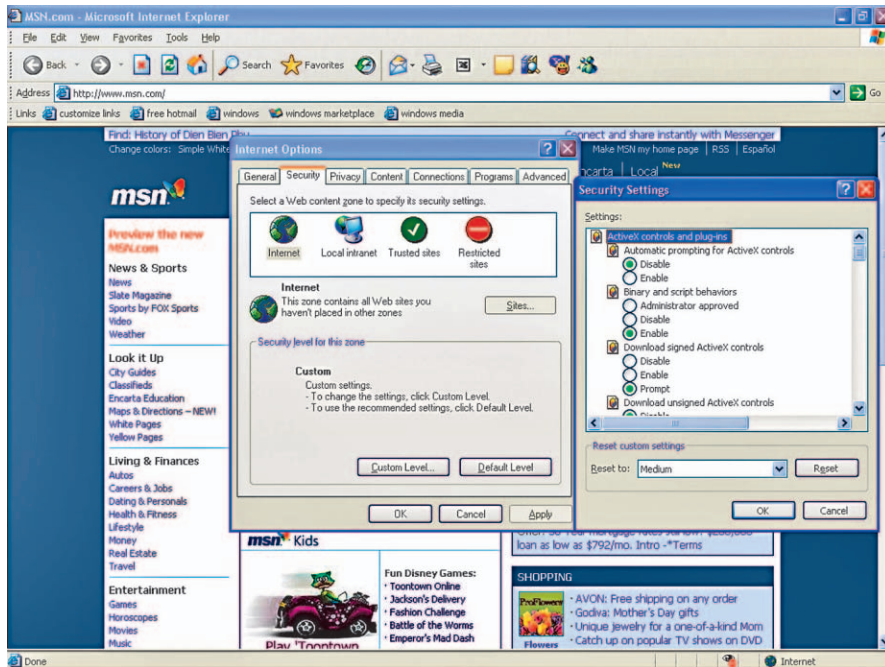 MSN.com - Microsoft Internet Explorer
File Edit View Favorites Tools Help
Back Search Favorites
Address http://www.msn.com/ Go
Links customize links free hotmail windows windows marketplace windows media
Find: History of Dien Bien Phu
Connect and share instantly with Messenger
Change colors: Simple White
Make MSN my home page | RSS | Español
Encarta | Local New
msn
Preview the new
MSN.com
News & Sports
News
Slate Magazine
Sports by FOX Sports
Video
Weather
Look it Up
City Guides
Classifieds
Encarta Education
Maps & Directions – NEW!
White Pages
Yellow Pages
Living & Finances
Autos
Careers & Jobs
Dating & Personals
Health & Fitness
Lifestyle
Money
Real Estate
Travel
Entertainment
Games
Horoscopes
Movies
Music
Internet Options
General Security Privacy Content Connections Programs Advanced
Select a Web content zone to specify its security settings.
Internet Local intranet Trusted sites Restricted
sites
Internet
This zone contains all Web sites you
haven't placed in other zones
Sites...
Security level for this zone
Custom
Custom settings.
- To change the settings, click Custom Level.
- To use the recommended settings, click Default Level.
Custom Level... Default Level
OK Cancel Apply
Security Settings
Settings:
ActiveX controls and plug-ins
Automatic prompting for ActiveX controls
Disable
Enable
Binary and script behaviors
Administrator approved
Disable
Enable
Download signed ActiveX controls
Disable
Enable
Prompt
Download unsigned ActiveX controls
Disable
Reset custom settings
Reset to: Medium Reset
OK Cancel
msn Kids
Fun Disney Games:
· Toontown Online
· Jackson's Delivery
· Fashion Challenge
· Battle of the Worms
· Emperor's Mad Dash
Play 'Toontown
loan as low as $792/mo. Intro -*Terms
SHOPPING
ProFlowers
Flowers
· AVON: Free shipping on any order
· Godiva: Mother's Day gifts
· Unique jewelry for a one-of-a-kind Mom
· Catch up on popular TV shows on DVD
Done
Internet